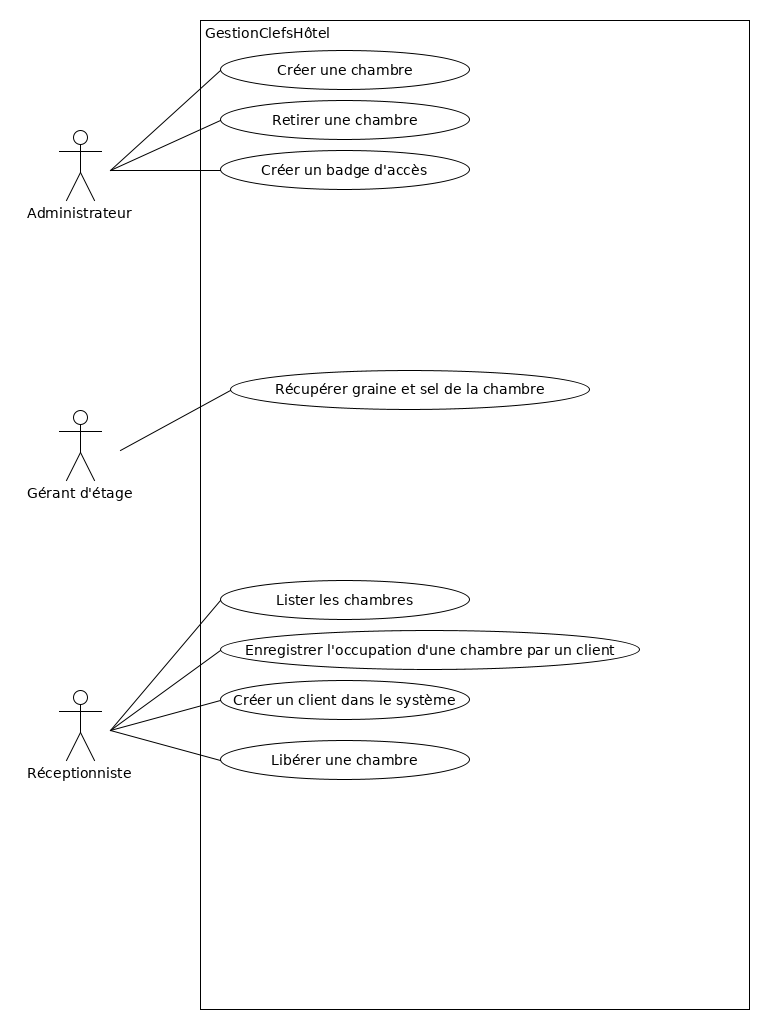 GestionClefsHôtel
Créer une chambre
Retirer une chambre
Créer un badge d'accès
Administrateur
Récupérer graine et sel de la chambre
Gérant d'étage
Lister les chambres
Enregistrer l'occupation d'une chambre par un client
Créer un client dans le système
Libérer une chambre
Réceptionniste